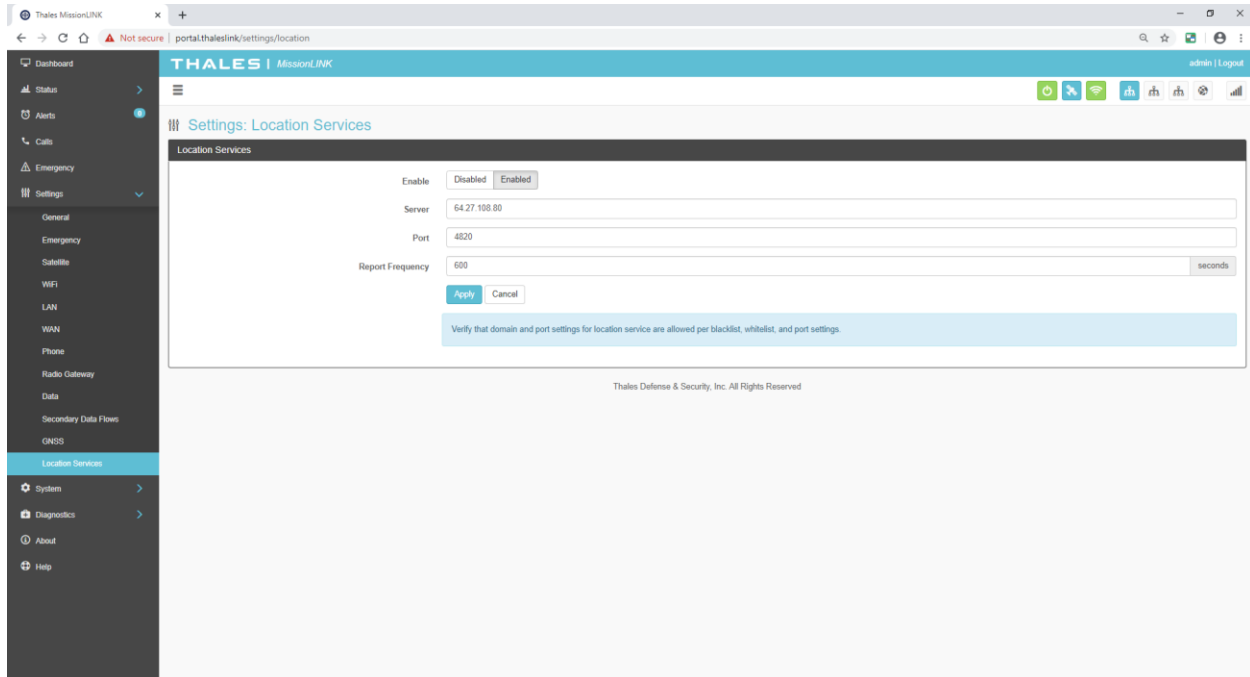 Thales MissionLINK
Not secure | portal.thaleslink/settings/location
Dashboard
THALES | MissionLINK
admin | Logout
Status
Alerts
Calls
Emergency
Settings
General
Emergency
Satellite
WiFi
LAN
WAN
Phone
Radio Gateway
Data
Secondary Data Flows
GNSS
Location Services
System
Diagnostics
About
Help
Settings: Location Services
Location Services
Enable Disabled Enabled
Server 64.27.108.80
Port 4820
Report Frequency 600 seconds
Apply Cancel
Verify that domain and port settings for location service are allowed per blacklist, whitelist, and port settings.
Thales Defense & Security, Inc. All Rights Reserved